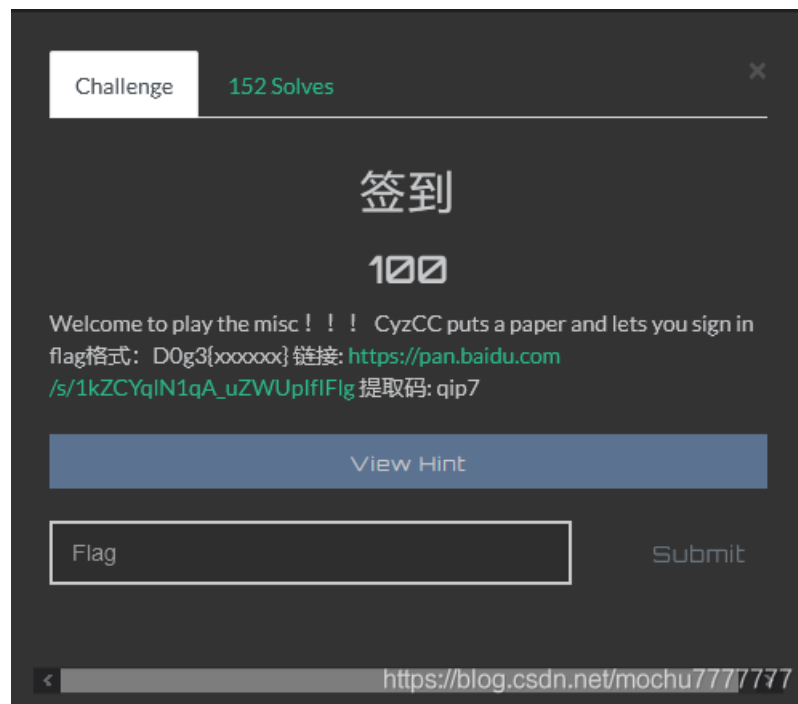 Challenge
152 Solves
×
签到
100
Welcome to play the misc！！！ CyzCC puts a paper and lets you sign in
flag格式：D0g3{xxxxxx} 链接: https://pan.baidu.com
/s/1kZCYqlN1qA_uZWUplflFlg 提取码: qip7
View Hint
Flag
Submit
https://blog.csdn.net/mochu7777777